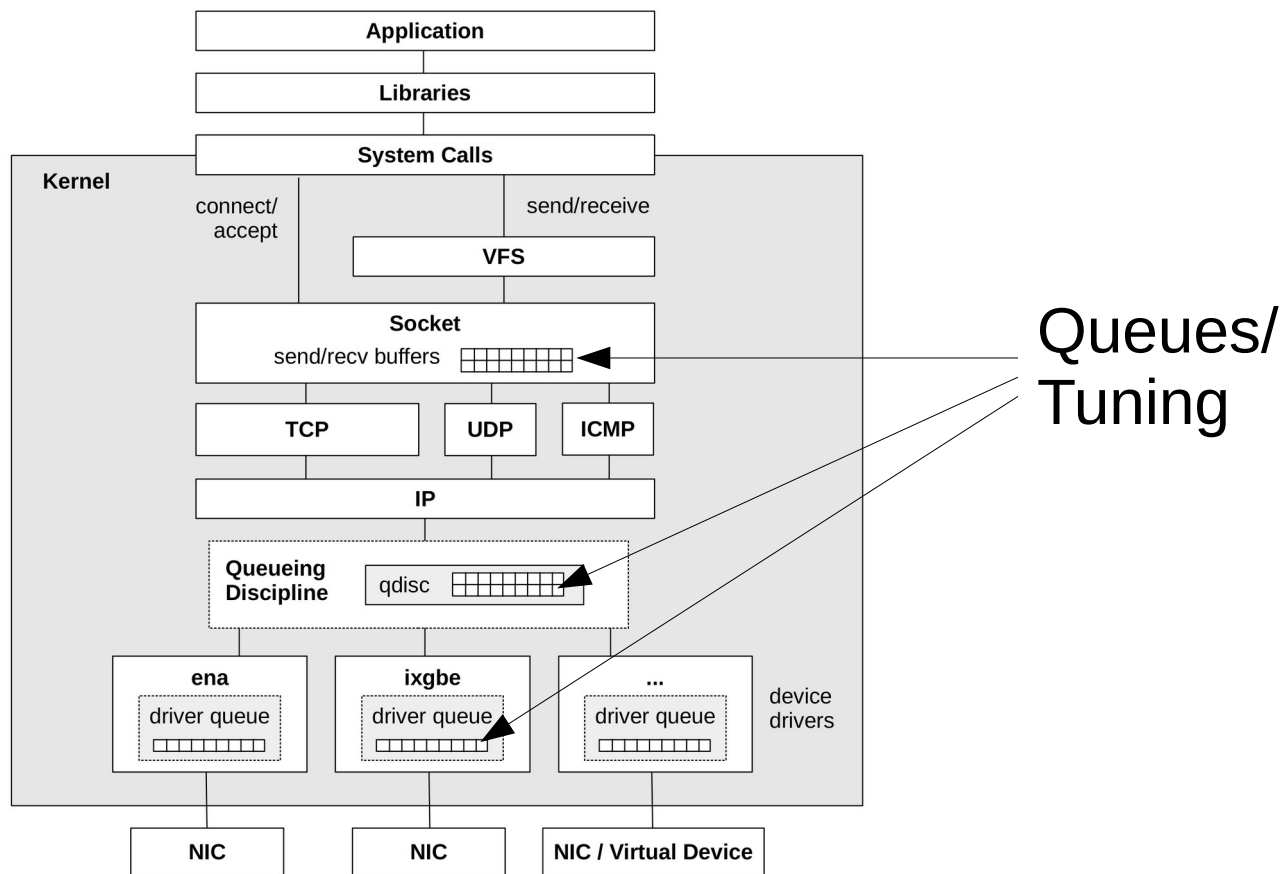 Application
Libraries
System Calls
Kernel
connect/
accept
send/receive
VFS
Socket
send/recv buffers
Queues/
Tuning
TCP
UDP
ICMP
IP
Queueing
Discipline
qdisc
ena
ixgbe
...
driver queue
driver queue
driver queue
device
drivers
NIC
NIC
NIC / Virtual Device